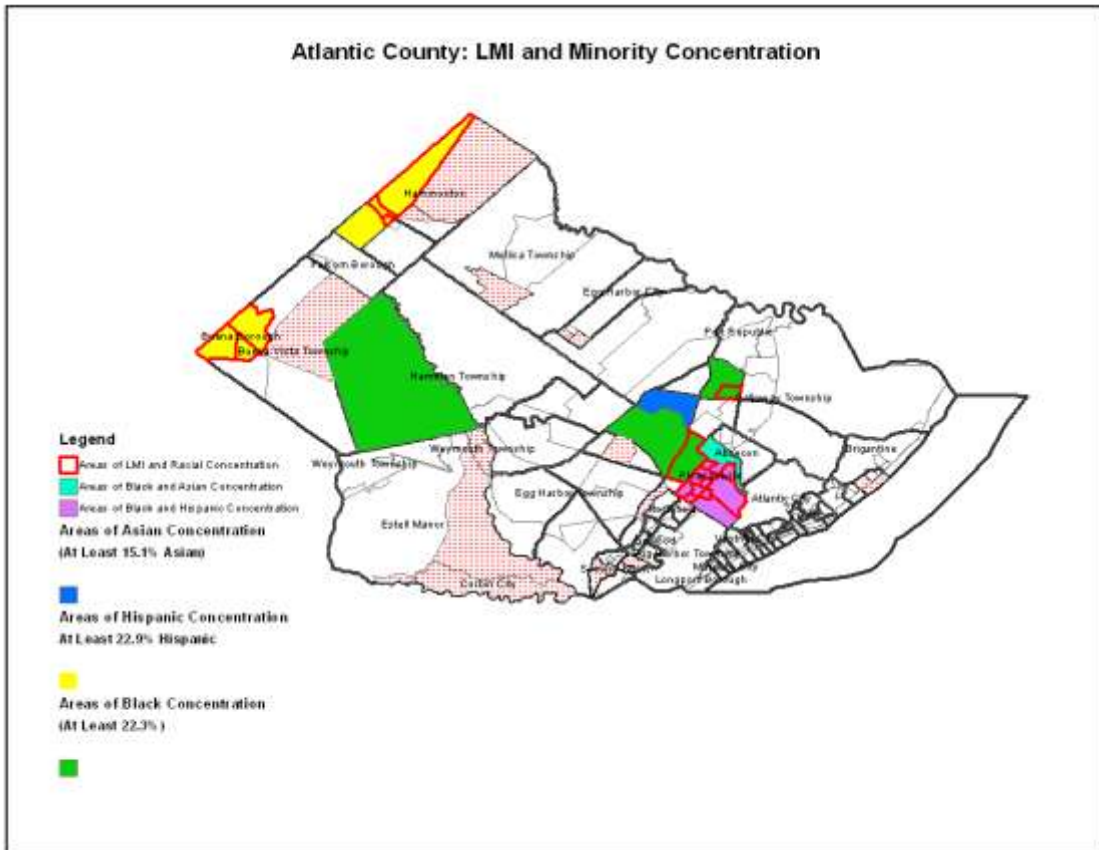 Atlantic County: LMI and Minority Concentration
Hammonton
Mullica Township
Folsom Borough
Egg Harbor City
Port Republic
Buena Borough
Buena Vista Township
Hamilton Township
Township
Legend
Absecon
Brigantine
Weymouth Township
Weymouth Township
Areas of LMI and Racial Concentration
Areas of Black and Asian Concentration
Egg Harbor Township
Atlantic City
Areas of Black and Hispanic Concentration
Estell Manor
Areas of Asian Concentration
(At Least 15.1% Asian)
Harbor Township
Corbin City
Longport Borough
Areas of Hispanic Concentration
At Least 22.9% Hispanic
Areas of Black Concentration
(At Least 22.3% )